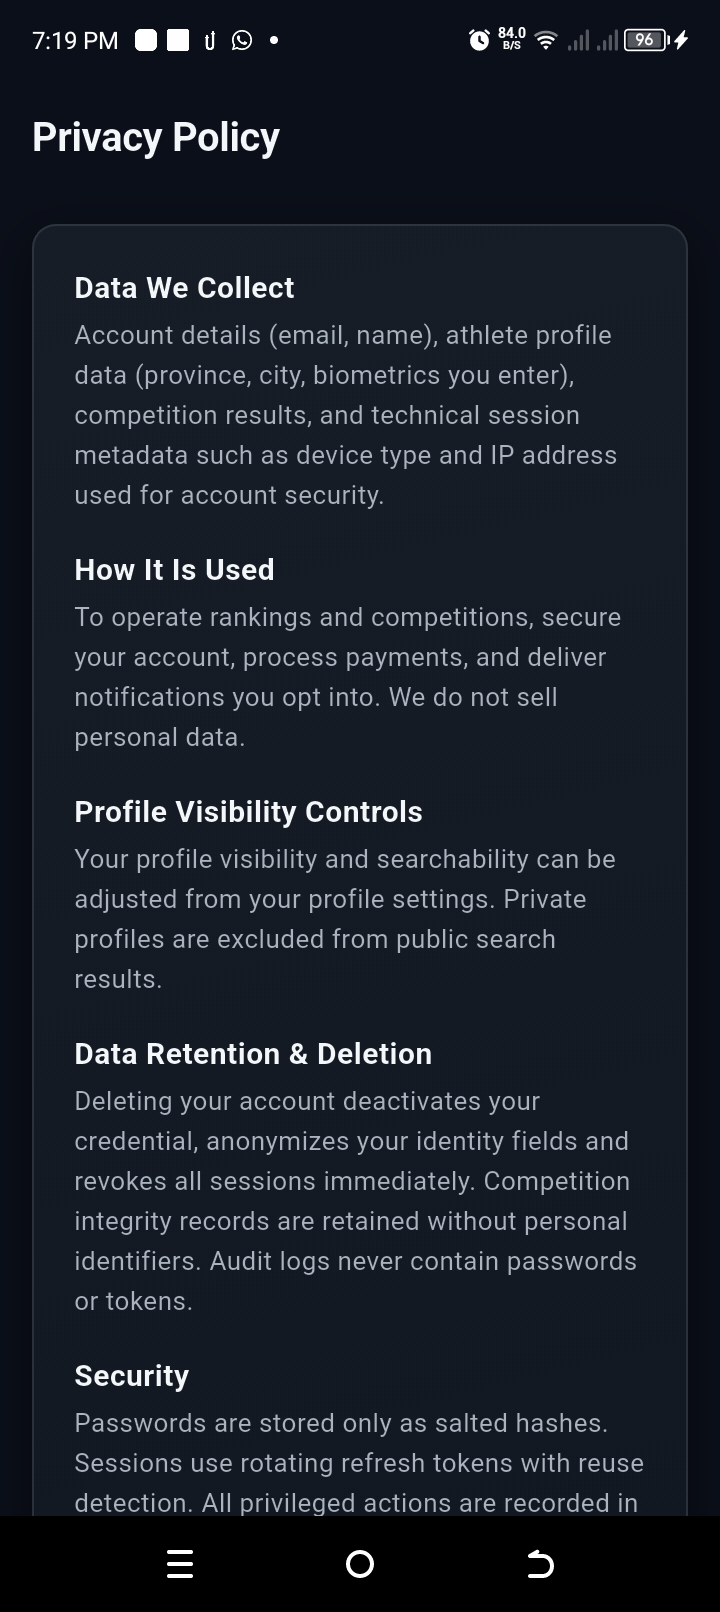 7:19 PM
84.0
B/S
96
Privacy Policy
Data We Collect
Account details (email, name), athlete profile
data (province, city, biometrics you enter),
competition results, and technical session
metadata such as device type and IP address
used for account security.
How It Is Used
To operate rankings and competitions, secure
your account, process payments, and deliver
notifications you opt into. We do not sell
personal data.
Profile Visibility Controls
Your profile visibility and searchability can be
adjusted from your profile settings. Private
profiles are excluded from public search
results.
Data Retention & Deletion
Deleting your account deactivates your
credential, anonymizes your identity fields and
revokes all sessions immediately. Competition
integrity records are retained without personal
identifiers. Audit logs never contain passwords
or tokens.
Security
Passwords are stored only as salted hashes.
Sessions use rotating refresh tokens with reuse
detection. All privileged actions are recorded in